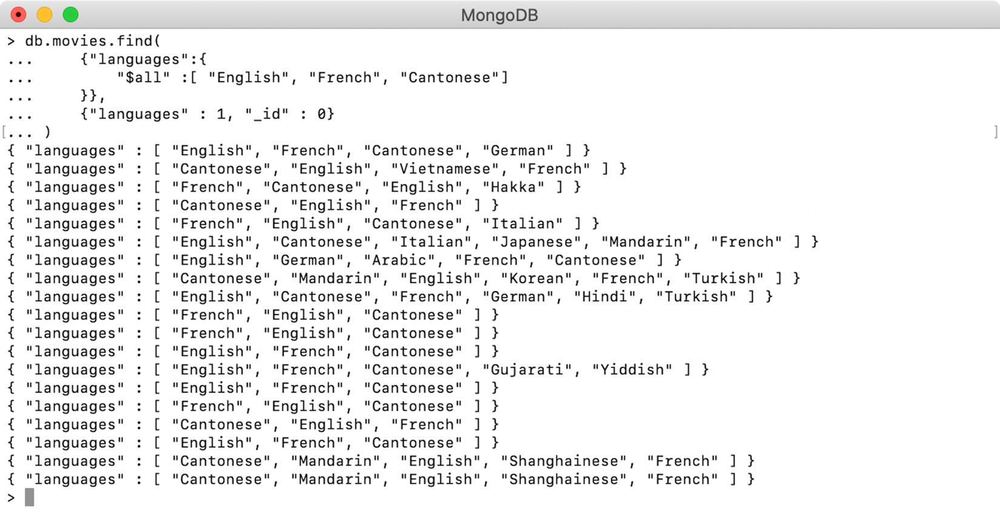 MongoDB
> db.movies.find(
...     {"languages":{
...         "$all" :[ "English", "French", "Cantonese"]
...     }},
...     {"languages" : 1, "_id" : 0}
[... ) ]
{ "languages" : [ "English", "French", "Cantonese", "German" ] }
{ "languages" : [ "Cantonese", "English", "Vietnamese", "French" ] }
{ "languages" : [ "French", "Cantonese", "English", "Hakka" ] }
{ "languages" : [ "Cantonese", "English", "French" ] }
{ "languages" : [ "French", "English", "Cantonese", "Italian" ] }
{ "languages" : [ "English", "Cantonese", "Italian", "Japanese", "Mandarin", "French" ] }
{ "languages" : [ "English", "German", "Arabic", "French", "Cantonese" ] }
{ "languages" : [ "Cantonese", "Mandarin", "English", "Korean", "French", "Turkish" ] }
{ "languages" : [ "English", "Cantonese", "French", "German", "Hindi", "Turkish" ] }
{ "languages" : [ "French", "English", "Cantonese" ] }
{ "languages" : [ "French", "English", "Cantonese" ] }
{ "languages" : [ "English", "French", "Cantonese" ] }
{ "languages" : [ "English", "French", "Cantonese", "Gujarati", "Yiddish" ] }
{ "languages" : [ "English", "French", "Cantonese" ] }
{ "languages" : [ "French", "English", "Cantonese" ] }
{ "languages" : [ "Cantonese", "English", "French" ] }
{ "languages" : [ "English", "French", "Cantonese" ] }
{ "languages" : [ "Cantonese", "Mandarin", "English", "Shanghainese", "French" ] }
{ "languages" : [ "Cantonese", "Mandarin", "English", "Shanghainese", "French" ] }
>